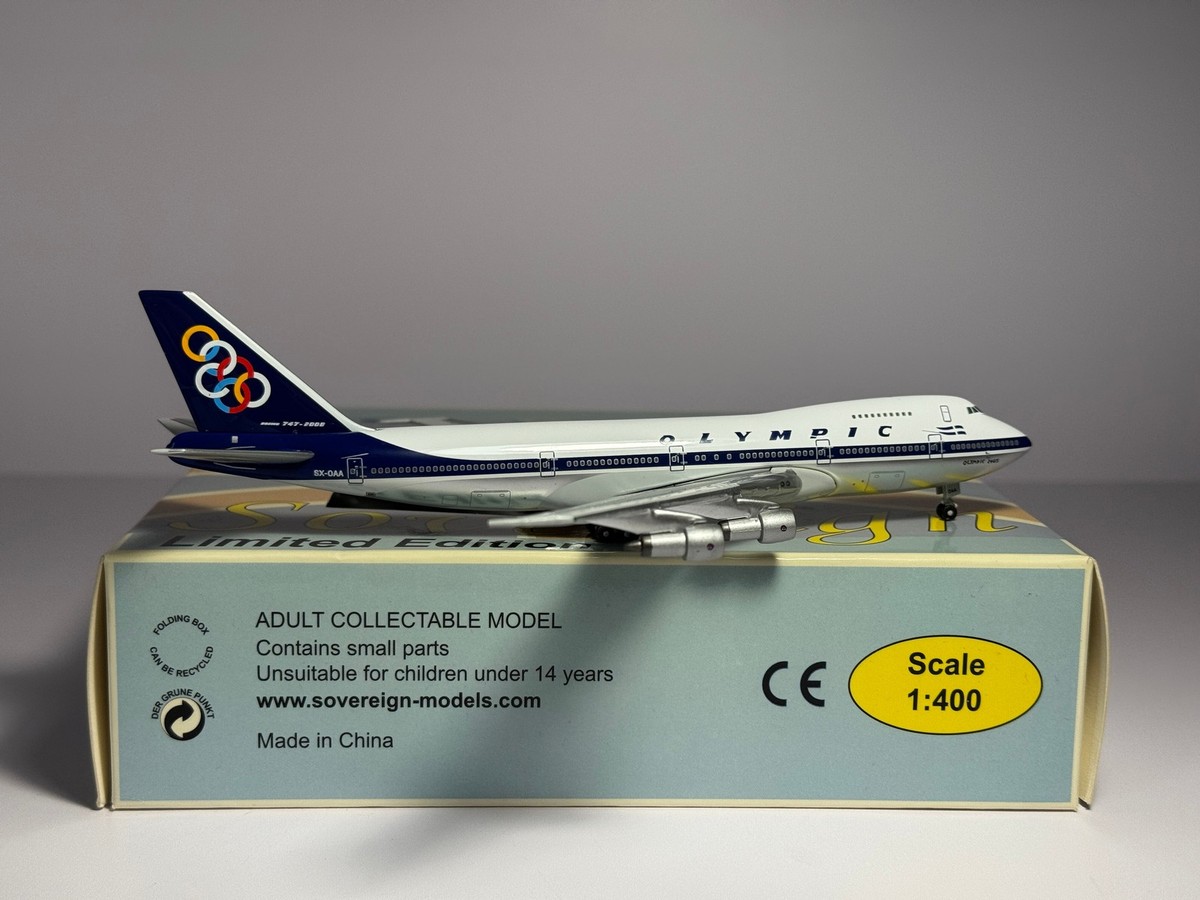 BOEING 747-200B
OLYMPIC
SX-OAA
Sovereign
Limited Edition
FOLDING BOX
CAN BE RECYCLED
DER GRÜNE PUNKT
ADULT COLLECTABLE MODEL
Contains small parts
Unsuitable for children under 14 years
www.sovereign-models.com
Made in China
CE
Scale
1:400